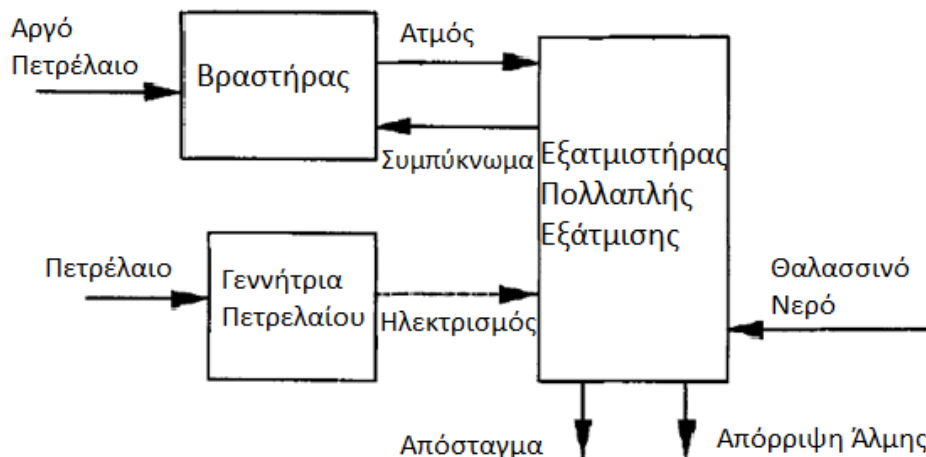 Αργό
Πετρέλαιο
Βραστήρας
Ατμός
Συμπύκνωμα
Εξατμιστήρας
Πολλαπλής
Εξάτμισης
Πετρέλαιο
Γεννήτρια
Πετρελαίου
Ηλεκτρισμός
Θαλασσινό
Νερό
Απόσταγμα
Απόρριψη Άλμης